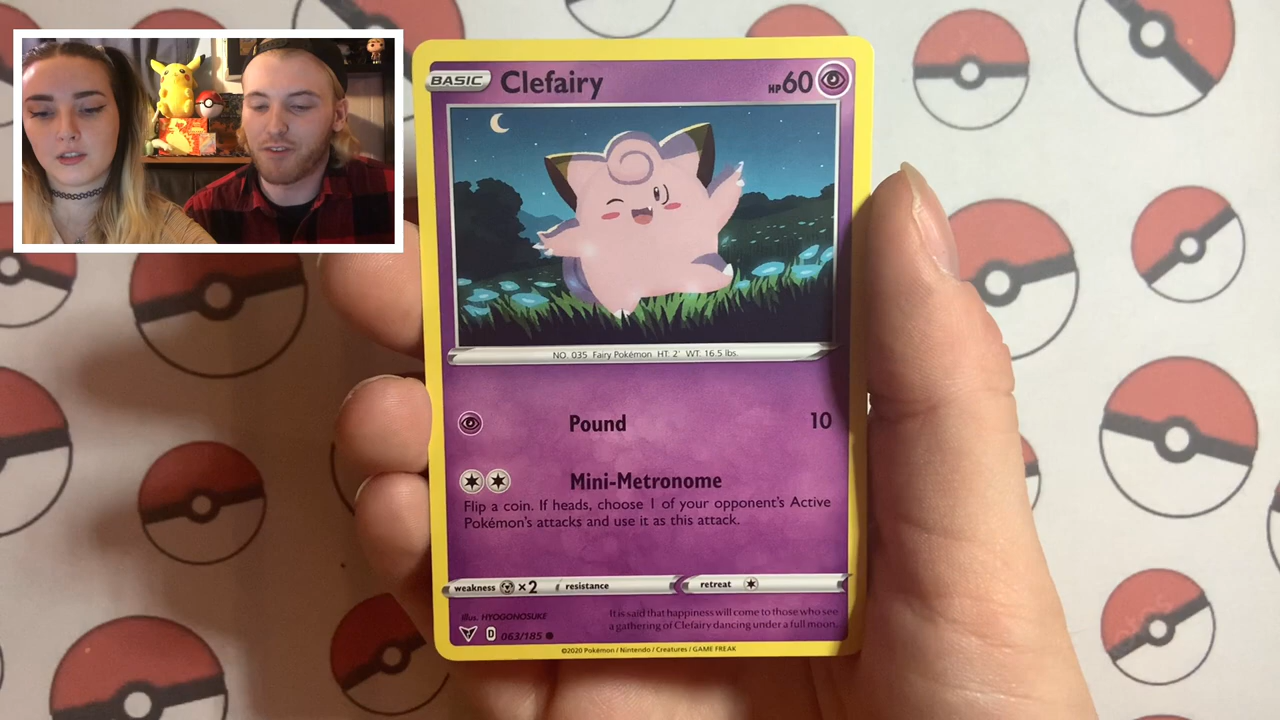 BASIC Clefairy HP 60
NO. 035 Fairy Pokémon HT: 2' WT: 16.5 lbs.
Pound 10
Mini-Metronome
Flip a coin. If heads, choose 1 of your opponent's Active
Pokémon's attacks and use it as this attack.
weakness ×2 resistance retreat
Illus. HYOGONOSUKE
It is said that happiness will come to those who see
a gathering of Clefairy dancing under a full moon.
D 063/185
©2020 Pokémon / Nintendo / Creatures / GAME FREAK